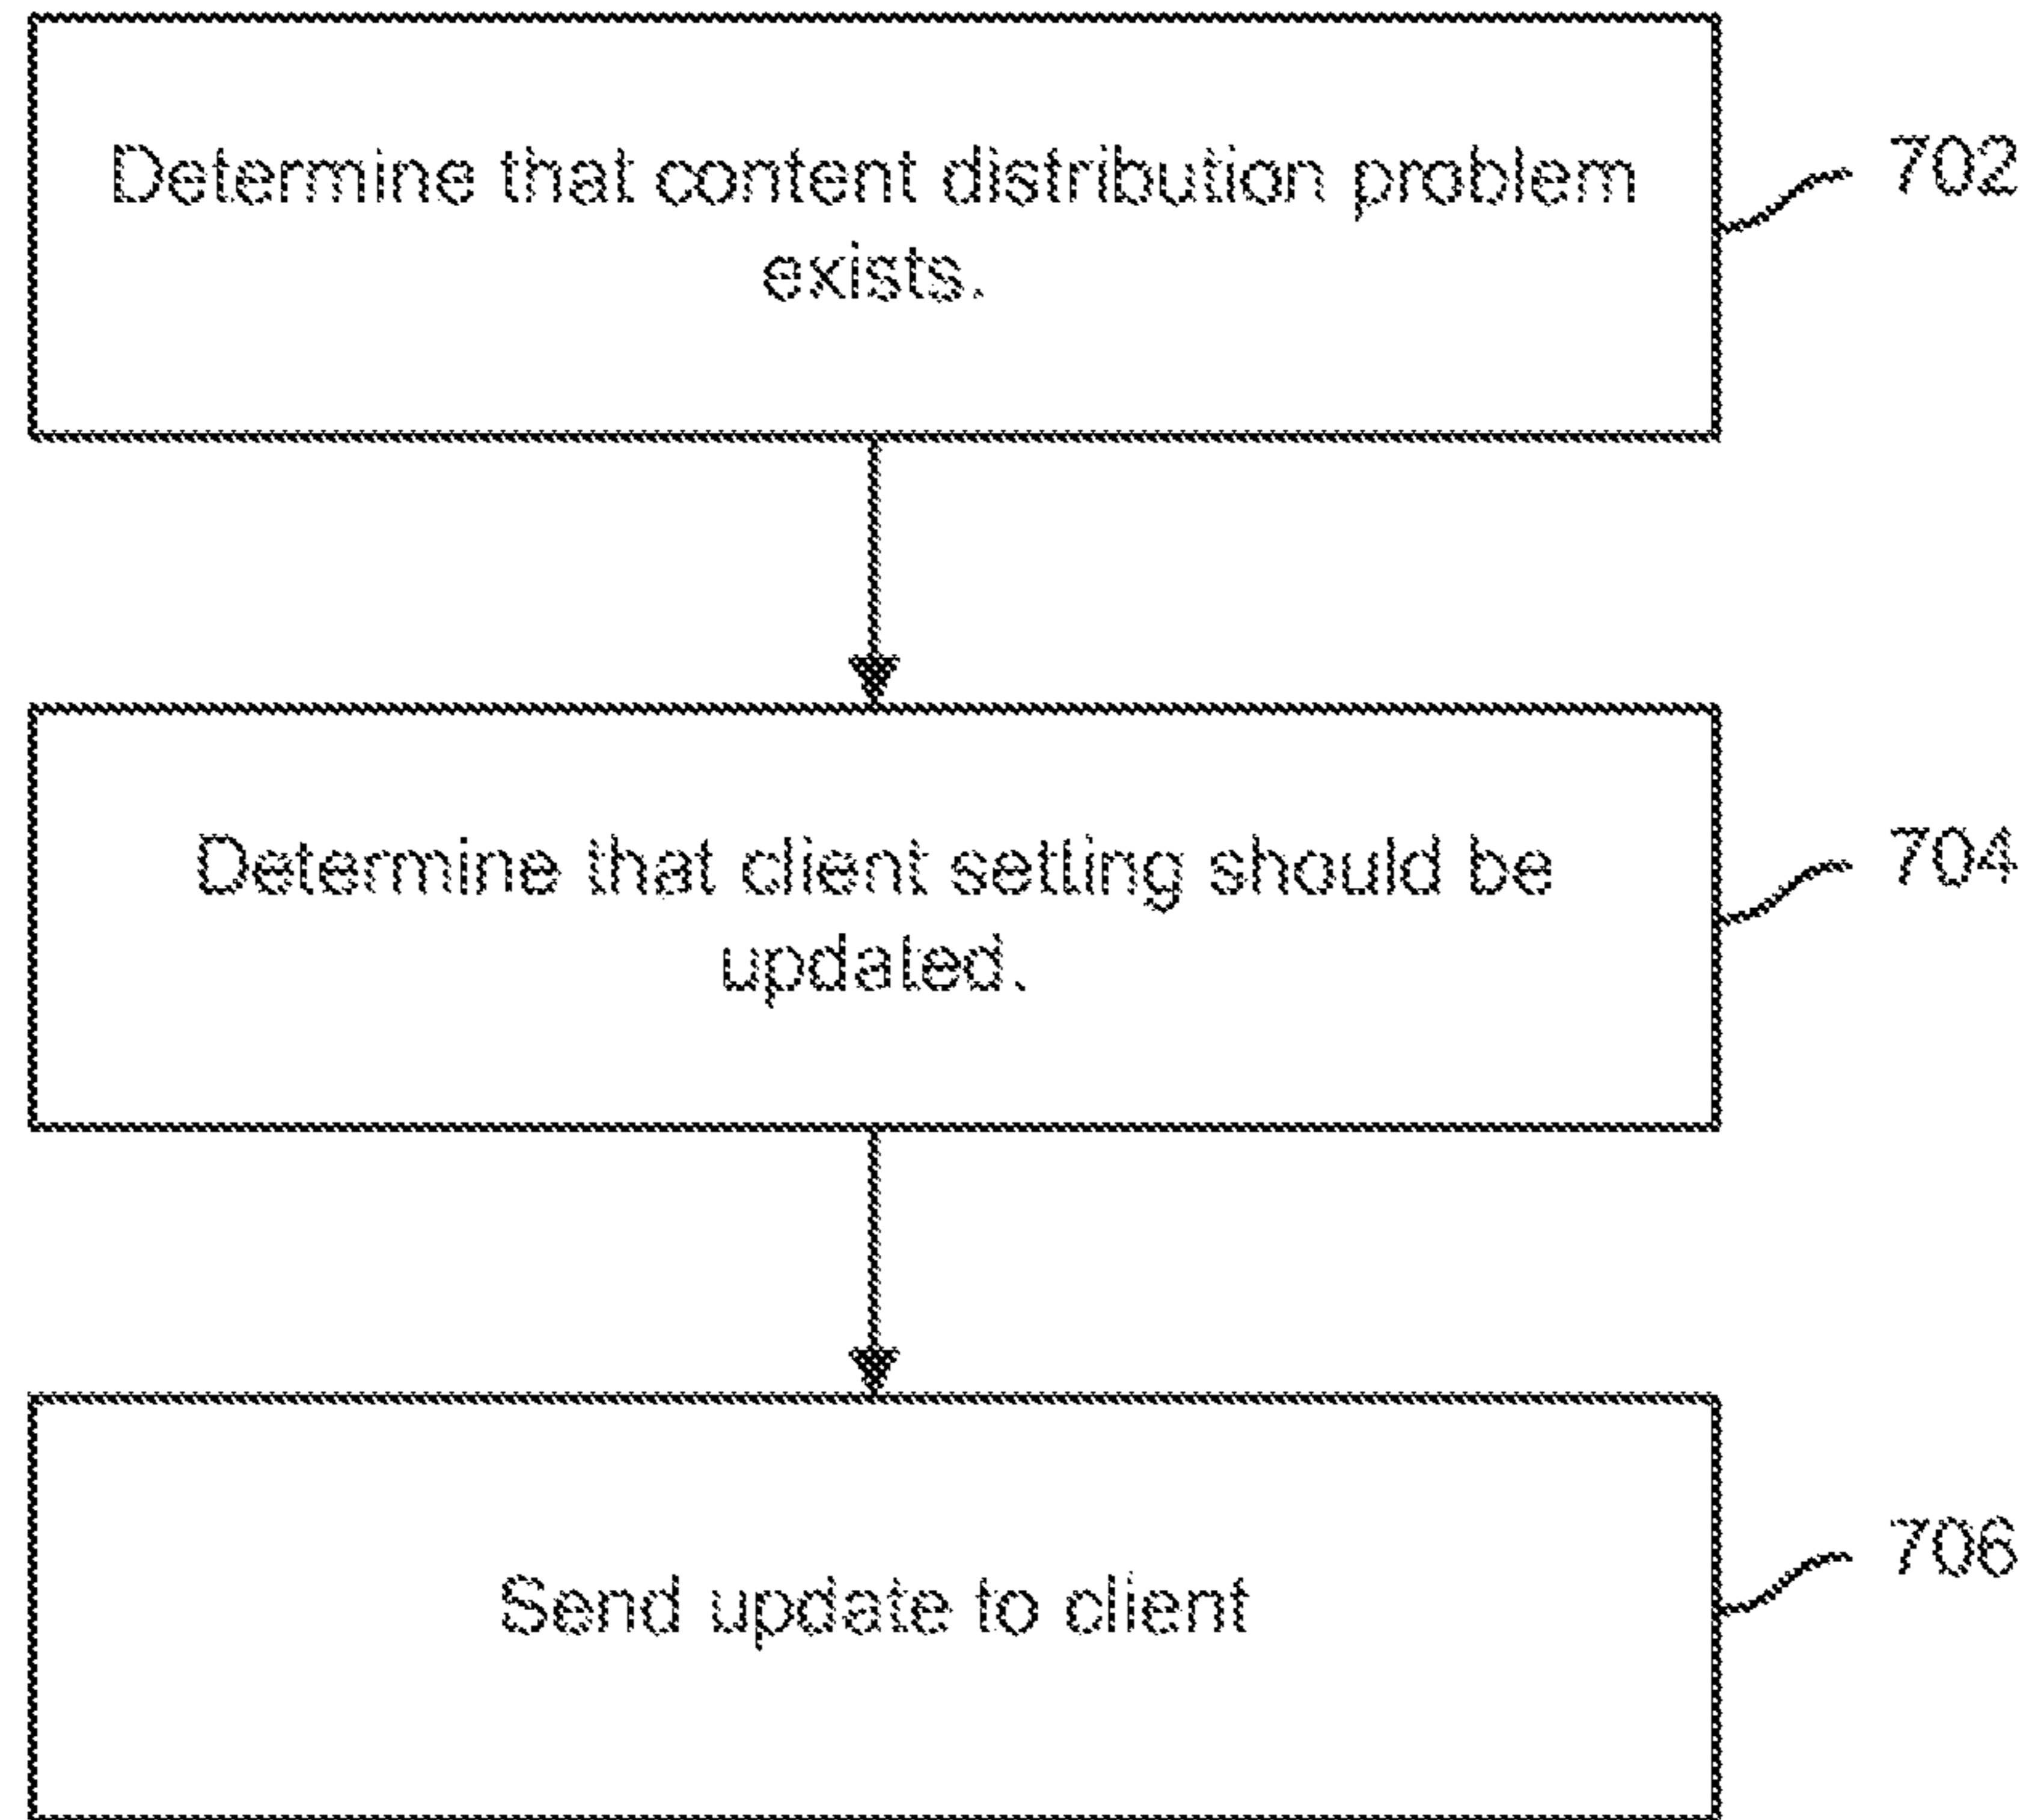 Determine that content distribution problem
exists.
702
Determine that client setting should be
updated.
704
Send update to client
706